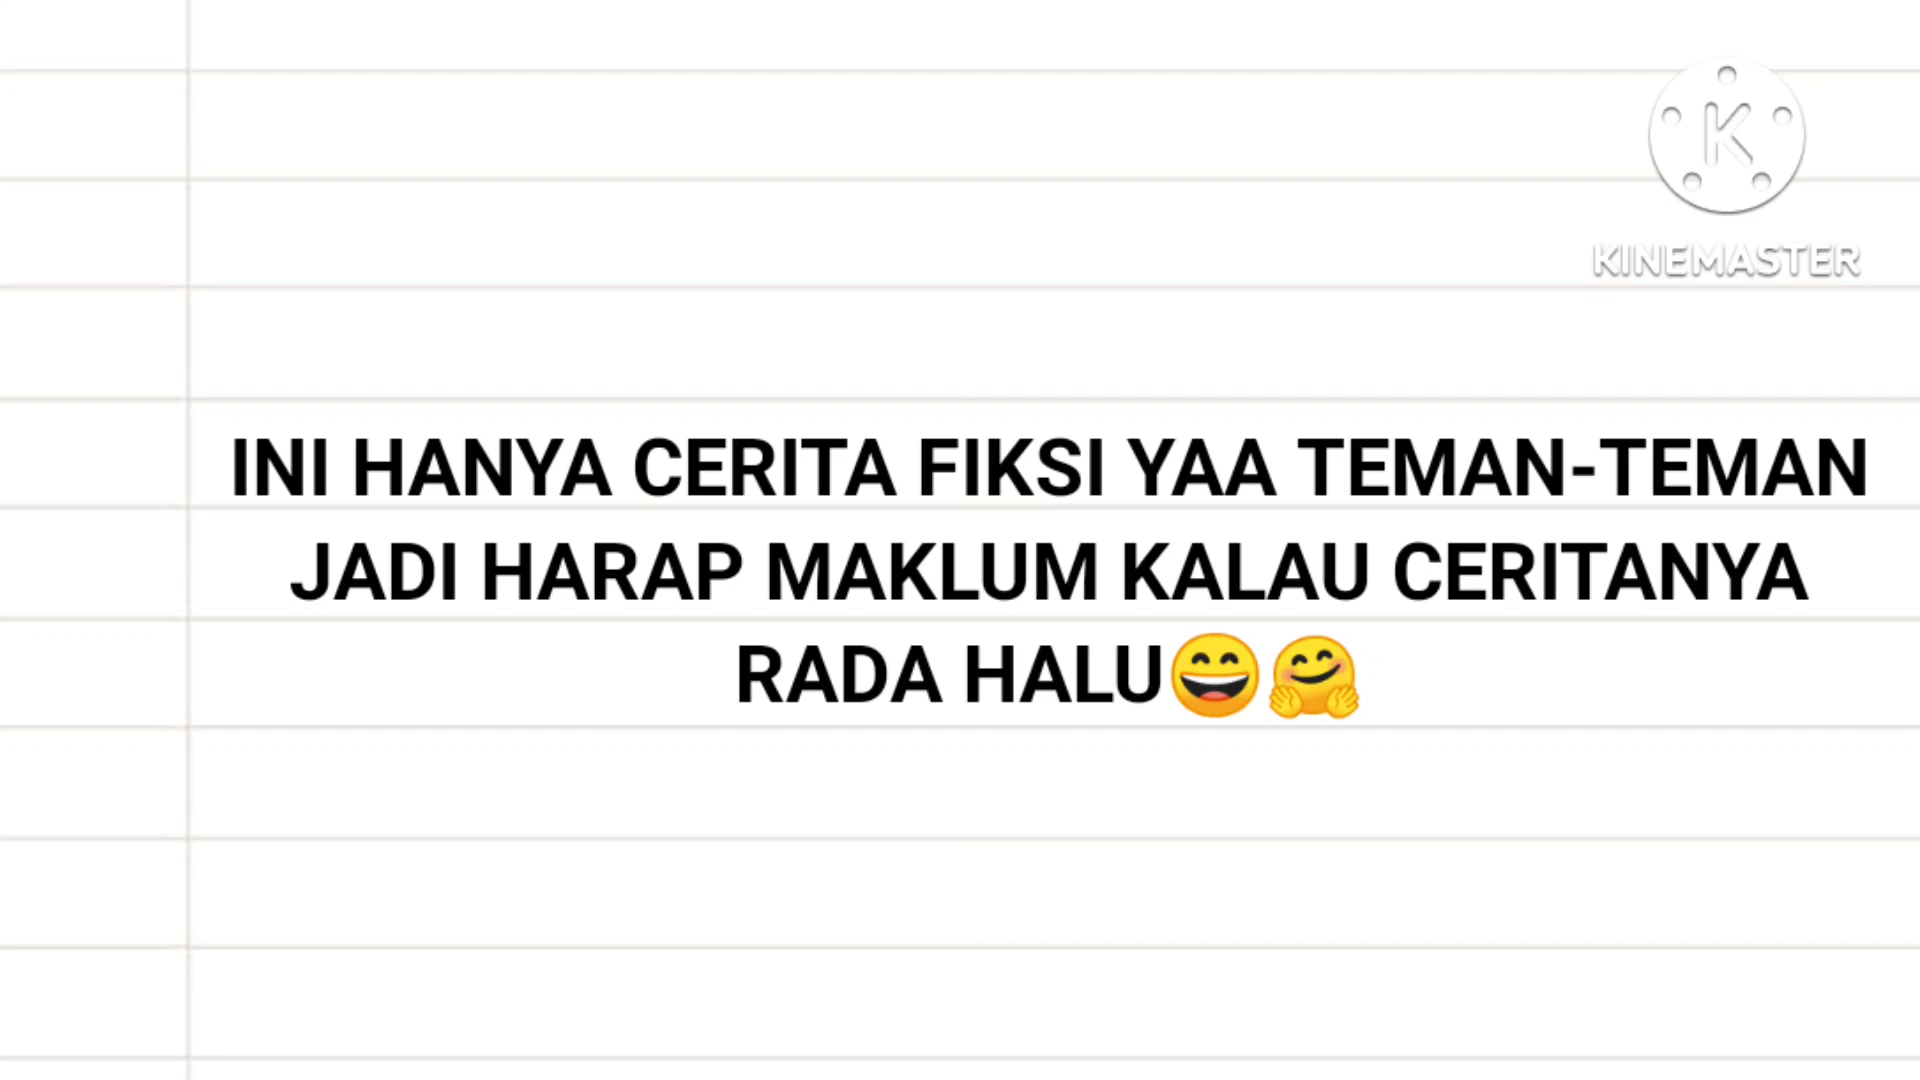 K
KINEMASTER
INI HANYA CERITA FIKSI YAA TEMAN-TEMAN
JADI HARAP MAKLUM KALAU CERITANYA
RADA HALU😄🤗